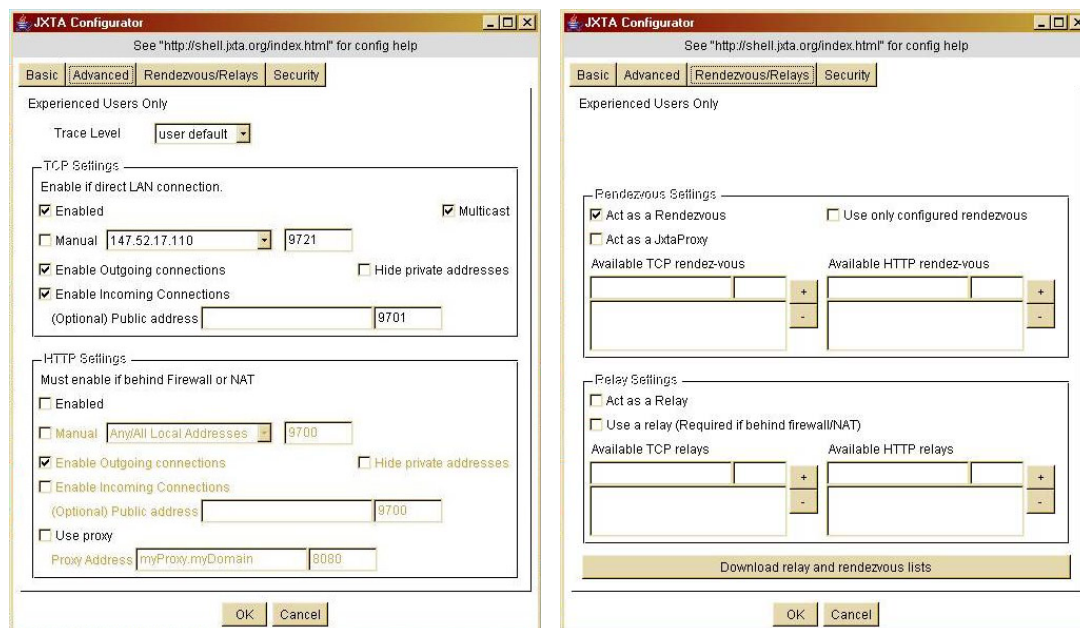 JXTA Configurator
See "http://shell.jxta.org/index.html" for config help
Basic Advanced Rendezvous/Relays Security
Experienced Users Only
Trace Level user default
TCP Settings
Enable if direct LAN connection.
Enabled Multicast
Manual 147.52.17.110 9721
Enable Outgoing connections Hide private addresses
Enable Incoming Connections
(Optional) Public address 9701
HTTP Settings
Must enable if behind Firewall or NAT
Enabled
Manual Any/All Local Addresses 9700
Enable Outgoing connections Hide private addresses
Enable Incoming Connections
(Optional) Public address 9700
Use proxy
Proxy Address myProxy.myDomain 8080
OK Cancel
JXTA Configurator
See "http://shell.jxta.org/index.html" for config help
Basic Advanced Rendezvous/Relays Security
Experienced Users Only
Rendezvous Settings
Act as a Rendezvous Use only configured rendezvous
Act as a JxtaProxy
Available TCP rendez-vous Available HTTP rendez-vous
+ +
- -
Relay Settings
Act as a Relay
Use a relay (Required if behind firewall/NAT)
Available TCP relays Available HTTP relays
+ +
- -
Download relay and rendezvous lists
OK Cancel